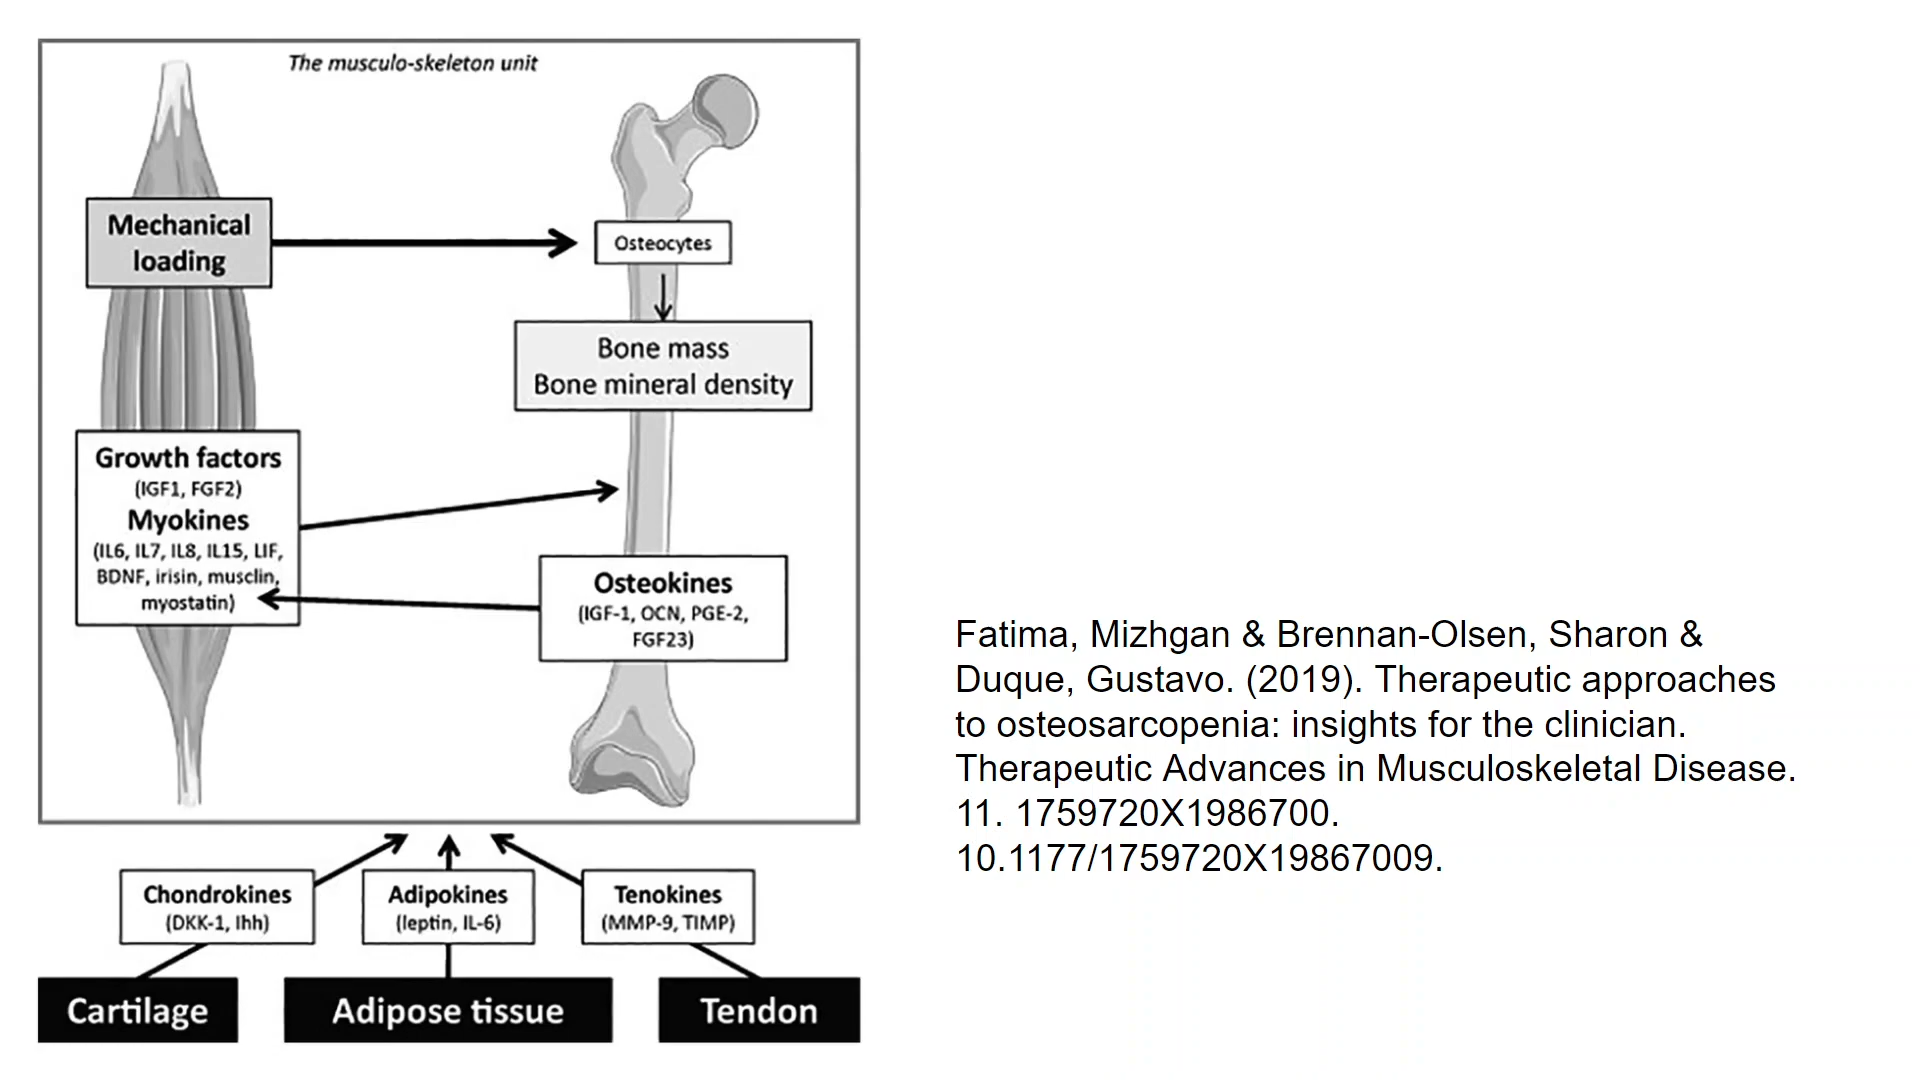 The musculo-skeleton unit
Mechanical
loading
Osteocytes
Bone mass
Bone mineral density
Growth factors
(IGF1, FGF2)
Myokines
(IL6, IL7, IL8, IL15, LIF,
BDNF, irisin, musclin,
myostatin)
Osteokines
(IGF-1, OCN, PGE-2,
FGF23)
Chondrokines
(DKK-1, Ihh)
Adipokines
(leptin, IL-6)
Tenokines
(MMP-9, TIMP)
Cartilage
Adipose tissue
Tendon
Fatima, Mizhgan & Brennan-Olsen, Sharon &
Duque, Gustavo. (2019). Therapeutic approaches
to osteosarcopenia: insights for the clinician.
Therapeutic Advances in Musculoskeletal Disease.
11. 1759720X1986700.
10.1177/1759720X19867009.